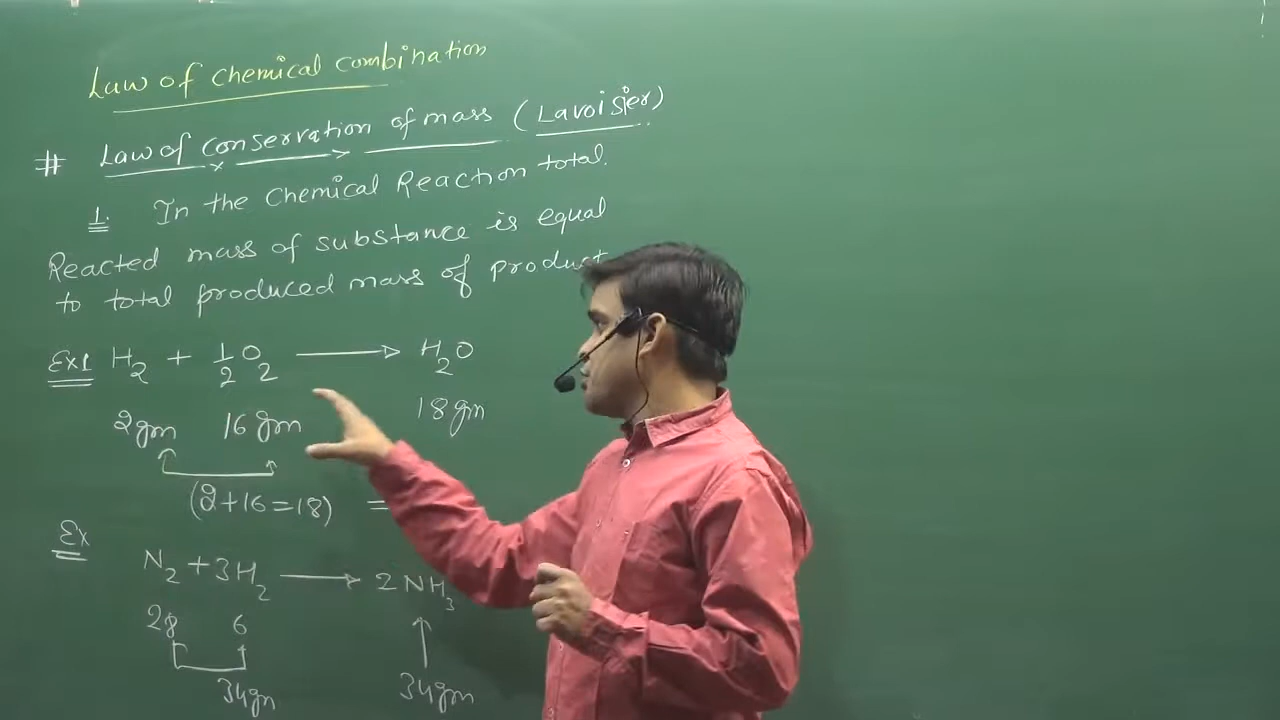 Law of chemical combination
# Law of conservation of mass (Lavoisier)
1. In the Chemical Reaction total.
Reacted mass of substance is equal
to total produced mass of product
Ex1 H2 + 1/2 O2 → H2O
2gm 16gm 18gm
(2+16=18) =
Ex
N2 + 3H2 → 2NH3
28 6
34gm 34gm